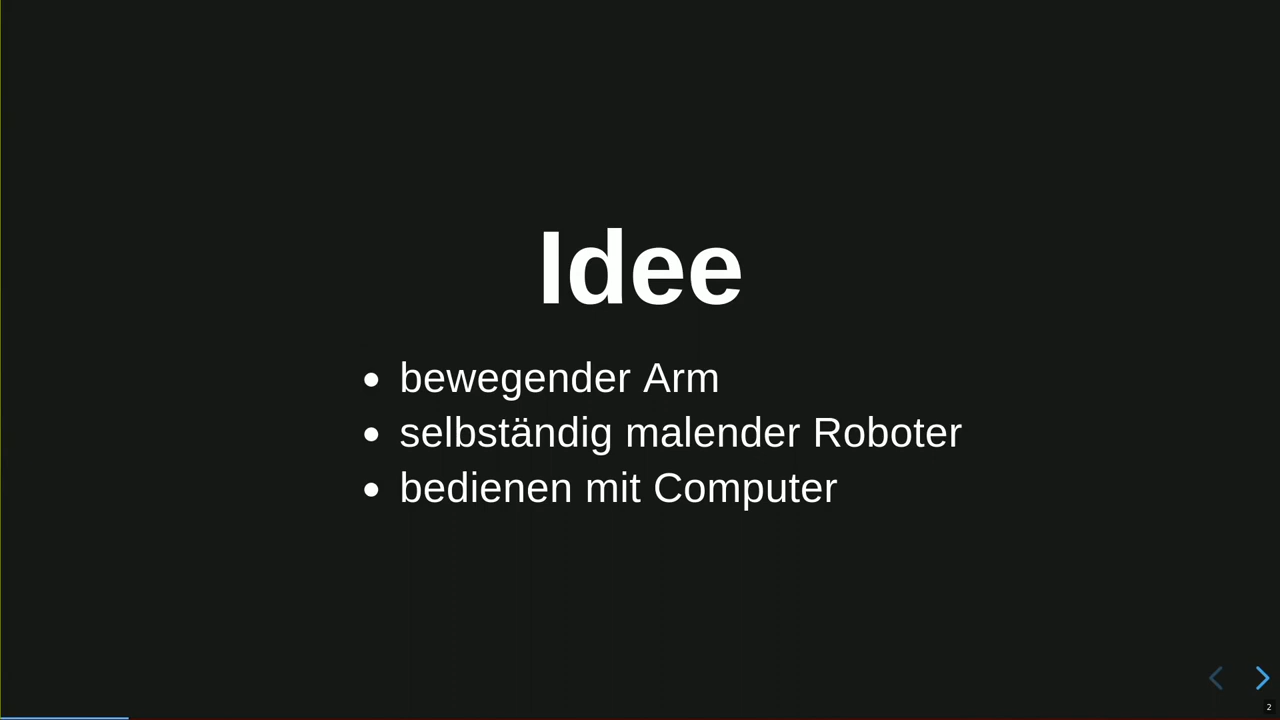 Idee
bewegender Arm
selbständig malender Roboter
bedienen mit Computer
2